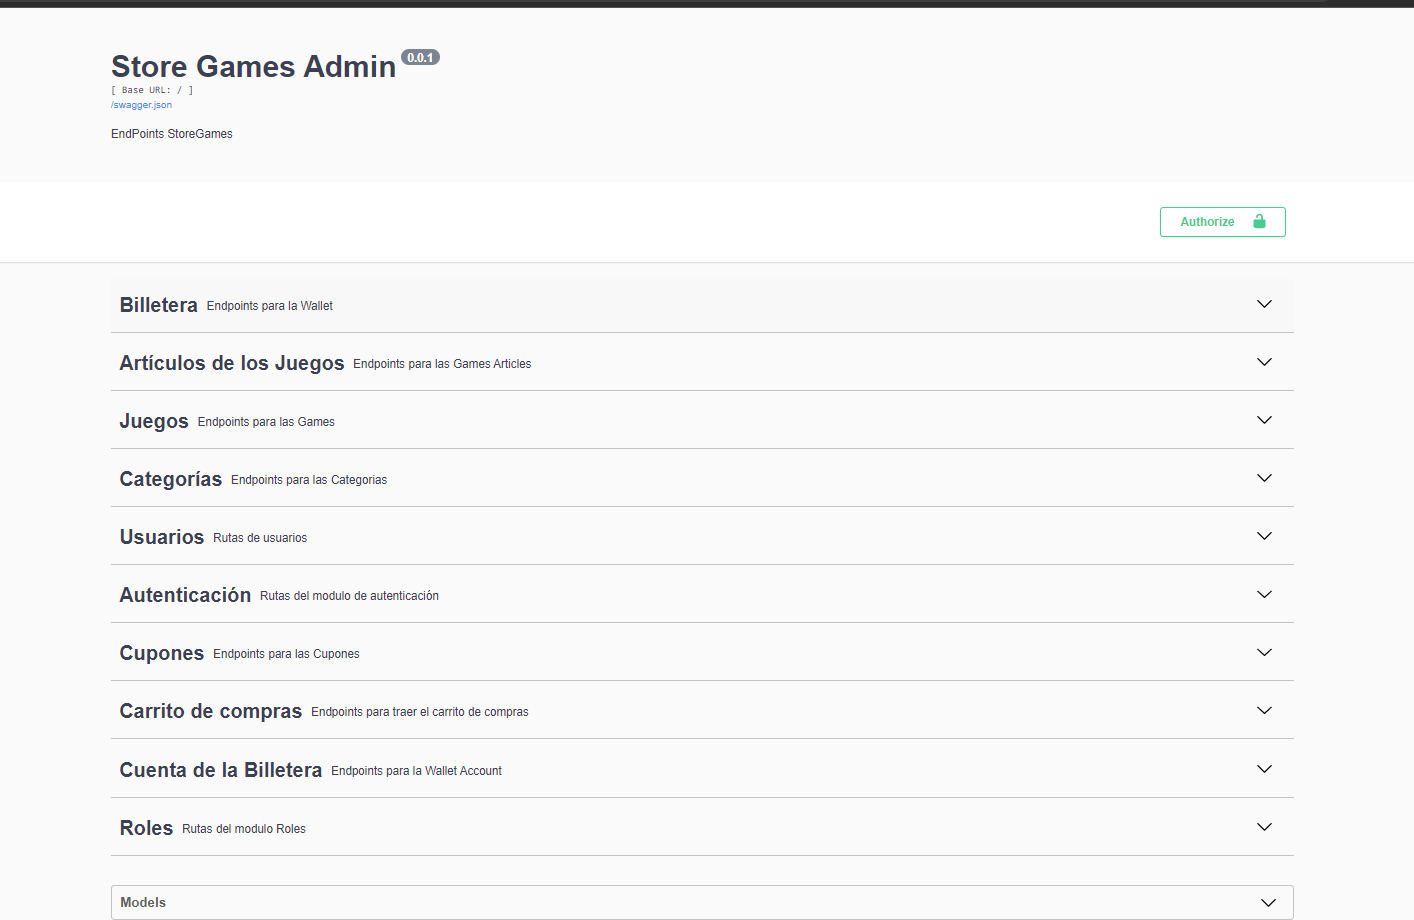 Store Games Admin 0.0.1
[ Base URL: / ]
/swagger.json
EndPoints StoreGames
Authorize
Billetera Endpoints para la Wallet
Artículos de los Juegos Endpoints para las Games Articles
Juegos Endpoints para las Games
Categorías Endpoints para las Categorias
Usuarios Rutas de usuarios
Autenticación Rutas del modulo de autenticación
Cupones Endpoints para las Cupones
Carrito de compras Endpoints para traer el carrito de compras
Cuenta de la Billetera Endpoints para la Wallet Account
Roles Rutas del modulo Roles
Models